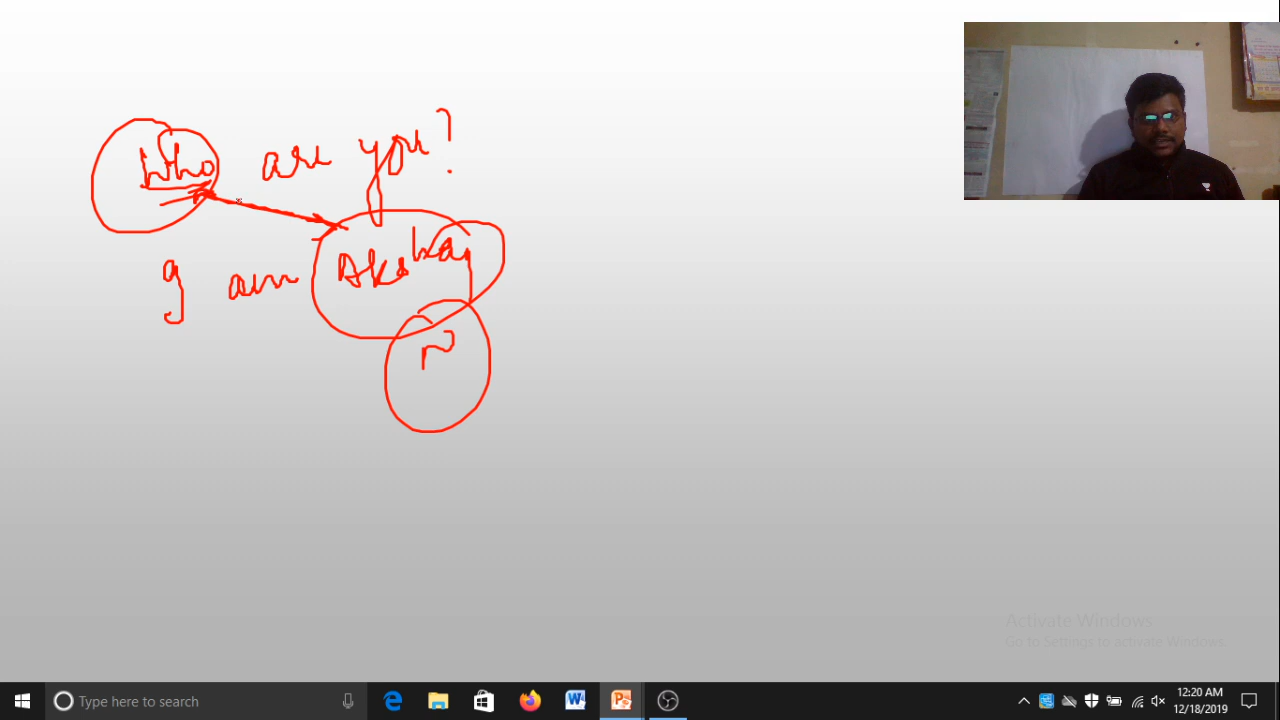 Who are you?
I am Akshay
n
Activate Windows
Go to Settings to activate Windows.
Type here to search
12:20 AM
12/18/2019